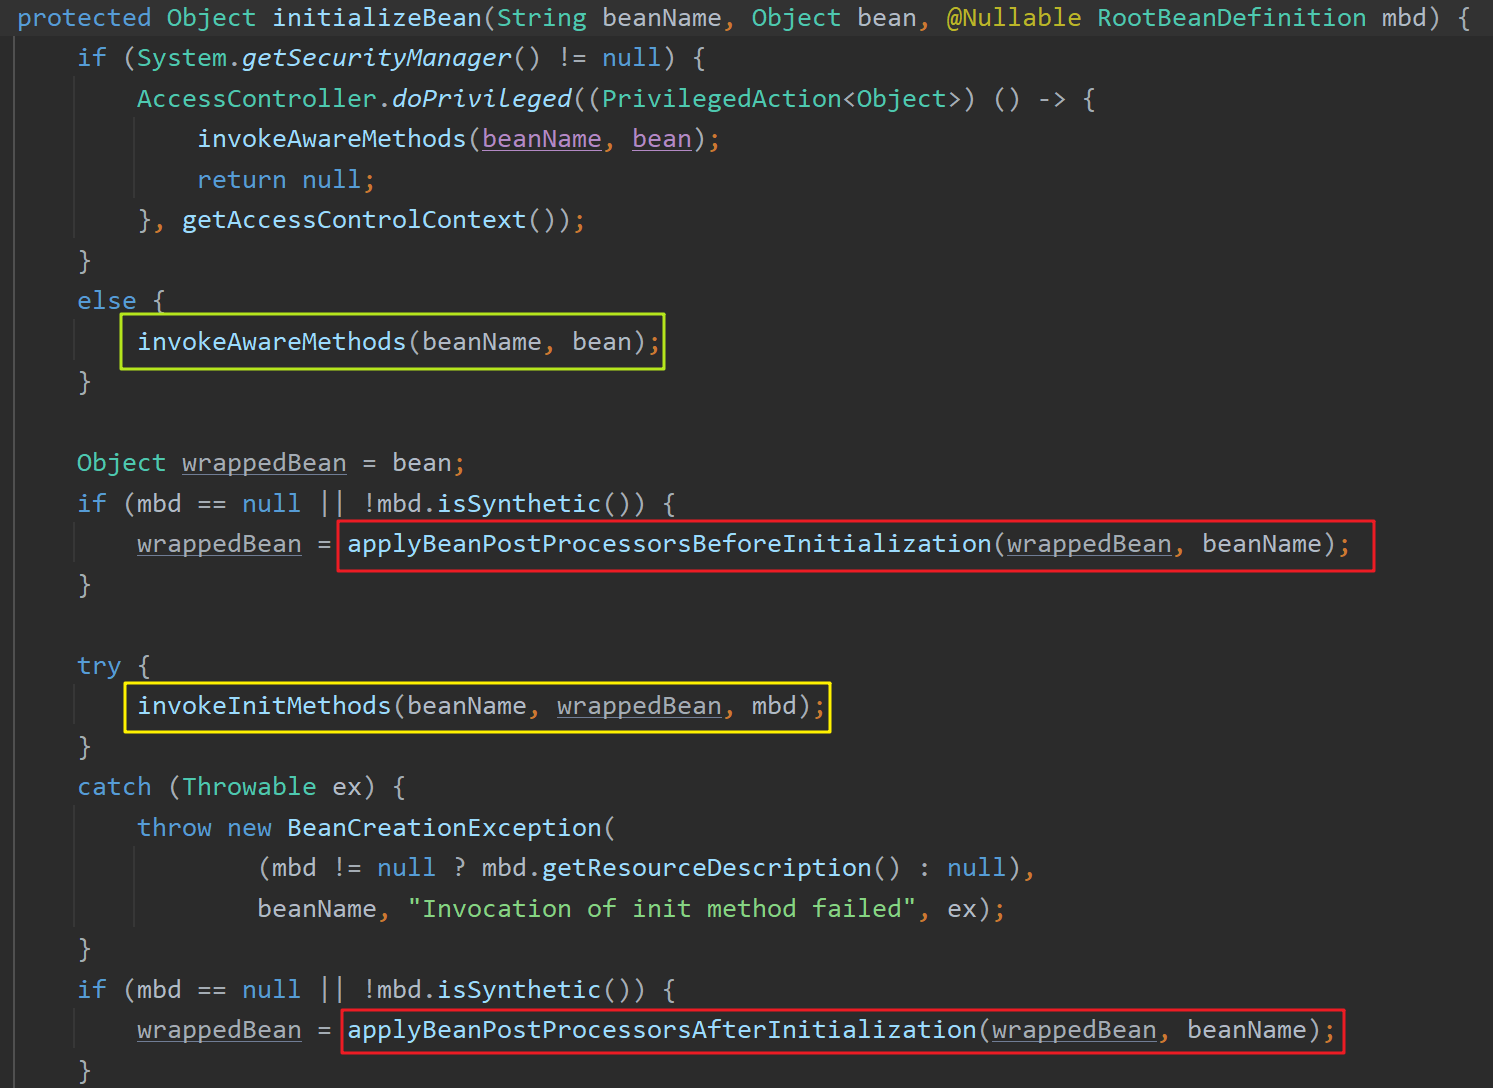 protected Object initializeBean(String beanName, Object bean, @Nullable RootBeanDefinition mbd) {
    if (System.getSecurityManager() != null) {
        AccessController.doPrivileged((PrivilegedAction<Object>) () -> {
            invokeAwareMethods(beanName, bean);
            return null;
        }, getAccessControlContext());
    }
    else {
        invokeAwareMethods(beanName, bean);
    }

    Object wrappedBean = bean;
    if (mbd == null || !mbd.isSynthetic()) {
        wrappedBean = applyBeanPostProcessorsBeforeInitialization(wrappedBean, beanName);
    }

    try {
        invokeInitMethods(beanName, wrappedBean, mbd);
    }
    catch (Throwable ex) {
        throw new BeanCreationException(
                (mbd != null ? mbd.getResourceDescription() : null),
                beanName, "Invocation of init method failed", ex);
    }
    if (mbd == null || !mbd.isSynthetic()) {
        wrappedBean = applyBeanPostProcessorsAfterInitialization(wrappedBean, beanName);
    }